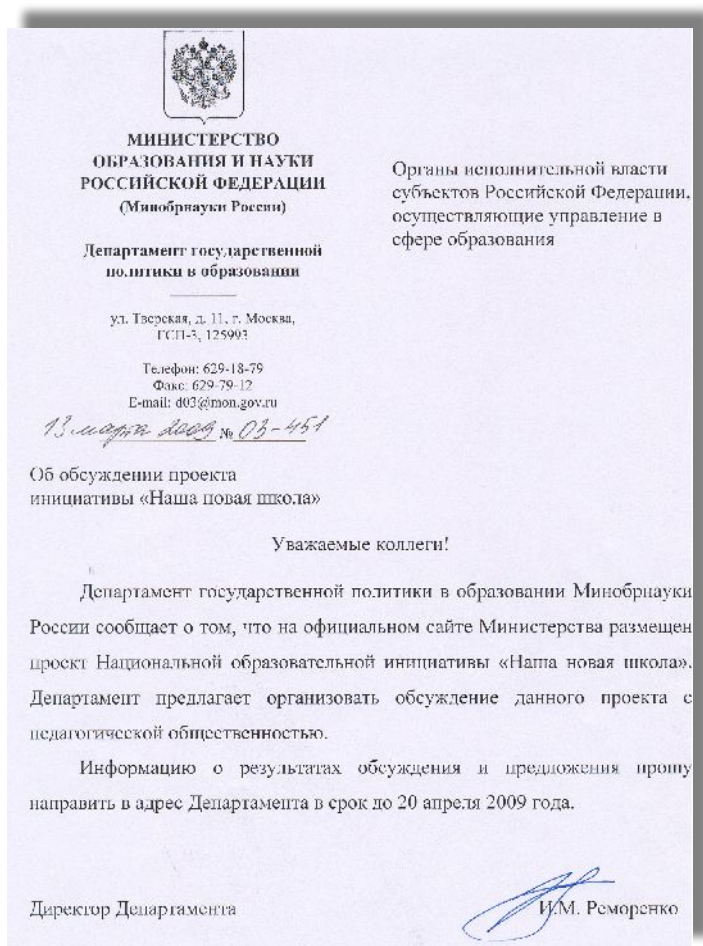 МИНИСТЕРСТВО
ОБРАЗОВАНИЯ И НАУКИ
РОССИЙСКОЙ ФЕДЕРАЦИИ
(Минобрнауки России)
Департамент государственной
политики в образовании
ул. Тверская, д. 11, г. Москва,
ГСП-3, 125993
Телефон: 629-18-79
Факс: 629-79-12
E-mail: d03@mon.gov.ru
13 марта 2009 № 03-451
Органы исполнительной власти
субъектов Российской Федерации,
осуществляющие управление в
сфере образования
Об обсуждении проекта
инициативы «Наша новая школа»
Уважаемые коллеги!
Департамент государственной политики в образовании Минобрнауки
России сообщает о том, что на официальном сайте Министерства размещен
проект Национальной образовательной инициативы «Наша новая школа».
Департамент предлагает организовать обсуждение данного проекта с
педагогической общественностью.
Информацию о результатах обсуждения и предложения прошу
направить в адрес Департамента в срок до 20 апреля 2009 года.
Директор Департамента
И.М. Реморенко